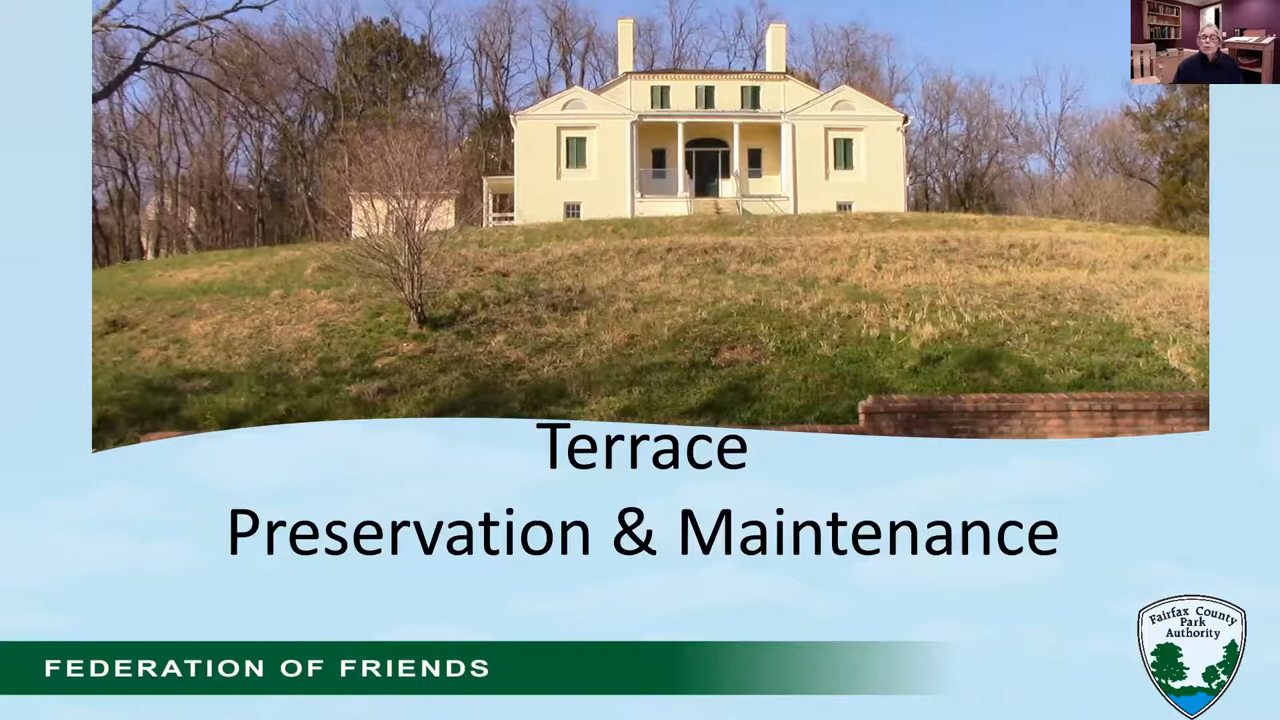 Terrace
Preservation & Maintenance
FEDERATION OF FRIENDS
Fairfax County
Park
Authority